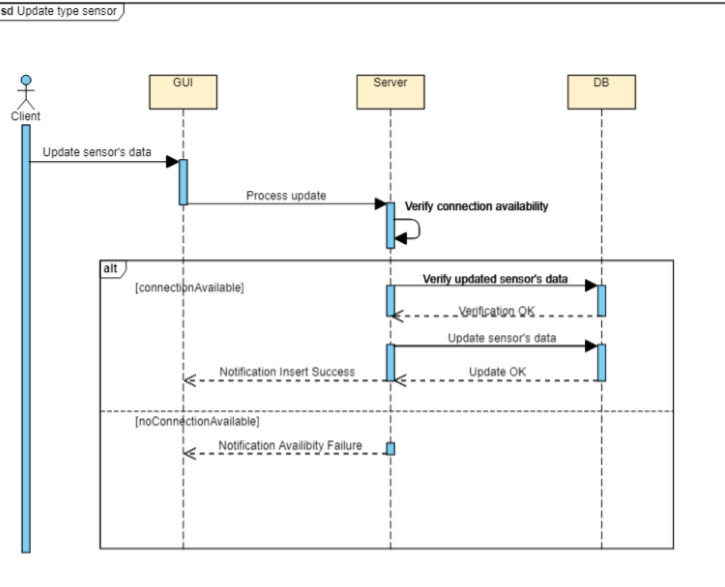 sd Update type sensor
GUI
Server
DB
Client
Update sensor's data
Process update
Verify connection availability
alt
[connectionAvailable]
Verify updated sensor's data
Verification OK
Update sensor's data
Notification Insert Success
Update OK
[noConnectionAvailable]
Notification Availibity Failure